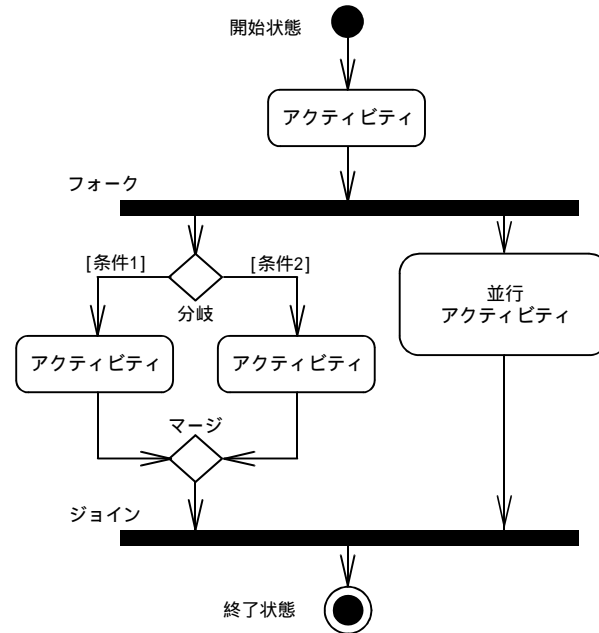 開始状態
アクティビティ
フォーク
[条件1]
[条件2]
分岐
並行
アクティビティ
アクティビティ
アクティビティ
マージ
ジョイン
終了状態